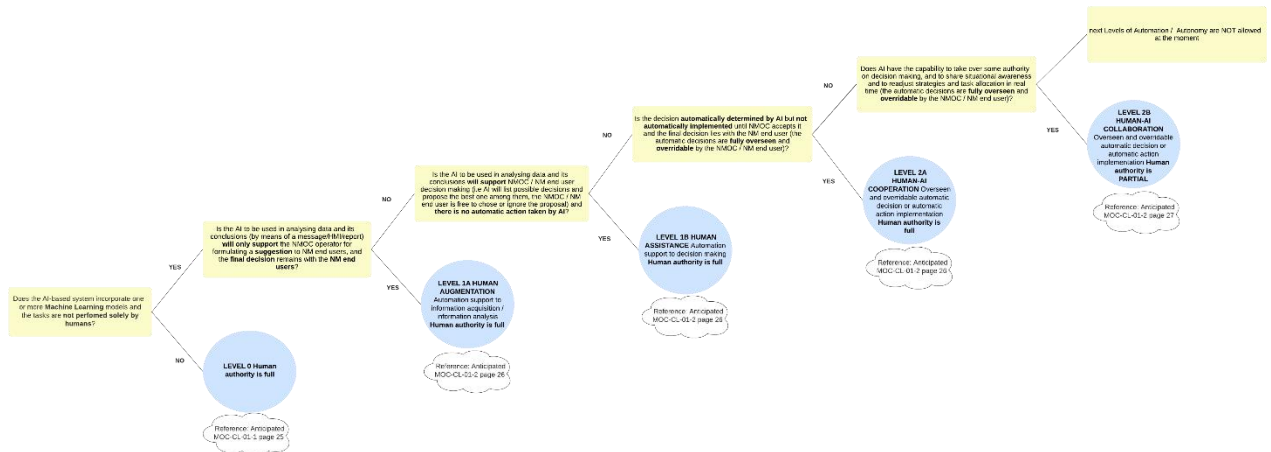 Does the AI-based system incorporate one
or more Machine Learning models and
the tasks are not perfomed solely by
humans?
YES
NO
LEVEL 0 Human
authority is full
Reference: Anticipated
MOC-CL-01-1 page 25
Is the AI to be used in analysing data and its
conclusions (by means of a message/HMI/report)
will only support the NMOC operator for
formulating a suggestion to NM end users, and
the final decision remains with the NM end
users?
NO
YES
LEVEL 1A HUMAN
AUGMENTATION
Automation support to
information acquisition /
information analysis
Human authority is full
Reference: Anticipated
MOC-CL-01-2 page 26
Is the AI to be used in analysing data and its
conclusions will support NMOC / NM end user
decision making (i.e AI will list possible decisions and
propose the best one among them, the NMOC / NM
end user is free to chose or ignore the proposal) and
there is no automatic action taken by AI?
NO
YES
LEVEL 1B HUMAN
ASSISTANCE Automation
support to decision making
Human authority is full
Reference: Anticipated
MOC-CL-01-2 page 26
Is the decision automatically determined by AI but not
automatically implemented until NMOC accepts it
and the final decision lies with the NM end user (the
automatic decisions are fully overseen and
overridable by the NMOC / NM end user)?
NO
YES
LEVEL 2A
HUMAN-AI
COOPERATION Overseen
and overridable automatic
decision or automatic
action implementation
Human authority is
full
Reference: Anticipated
MOC-CL-01-2 page 26
Does AI have the capability to take over some authority
on decision making, and to share situational awareness
and to readjust strategies and task allocation in real
time (the automatic decisions are fully overseen and
overridable by the NMOC / NM end user)?
NO
YES
next Levels of Automation / Autonomy are NOT allowed
at the moment
LEVEL 2B
HUMAN-AI
COLLABORATION
Overseen and overridable
automatic decision or
automatic action
implementation Human
authority is
PARTIAL
Reference: Anticipated
MOC-CL-01-2 page 27